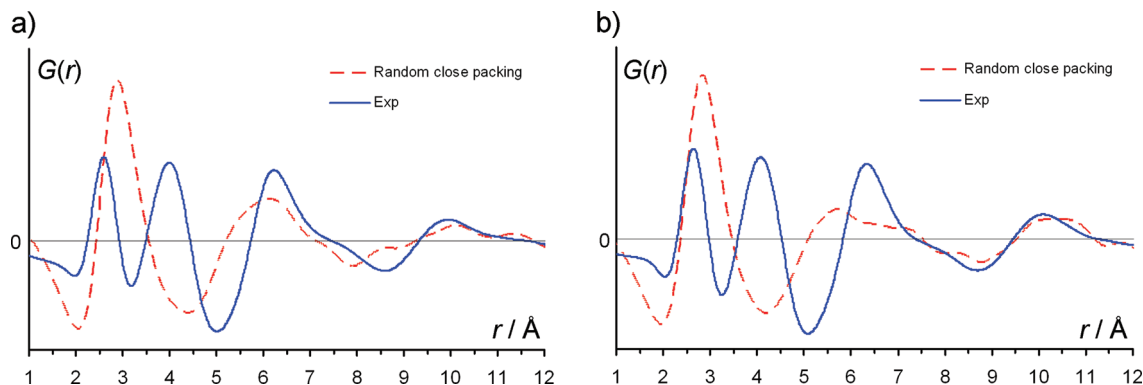 a)
G(r)
Random close packing
Exp
0
r / Å
1 2 3 4 5 6 7 8 9 10 11 12
b)
G(r)
Random close packing
Exp
0
r / Å
1 2 3 4 5 6 7 8 9 10 11 12